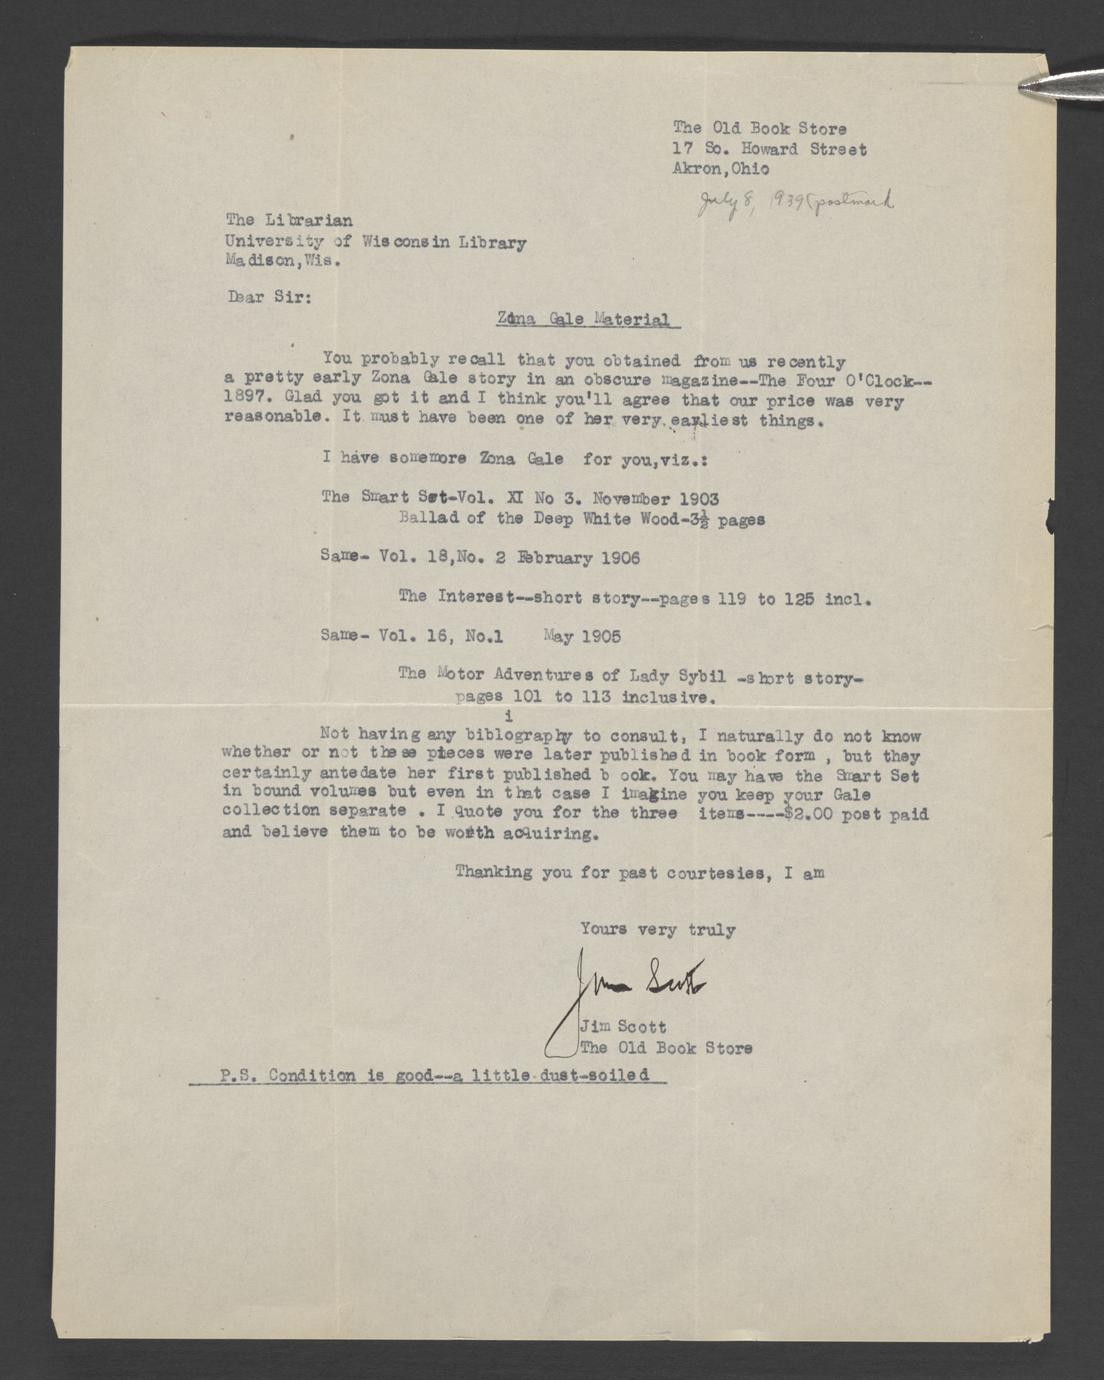 The Old Book Store
17 So. Howard Street
Akron,Ohio
July 8, 1939 (postmark
The Librarian
University of Wisconsin Library
Madison,Wis.
Dear Sir:
Zona Gale Material
You probably recall that you obtained from us recently
a pretty early Zona Gale story in an obscure magazine--The Four O'Clock--
1897. Glad you got it and I think you'll agree that our price was very
reasonable. It must have been one of her very earliest things.
I have somemore Zona Gale for you,viz.:
The Smart Set-Vol. XI No 3. November 1903
Ballad of the Deep White Wood-3½ pages
Same- Vol. 18,No. 2 February 1906
The Interest--short story--pages 119 to 125 incl.
Same- Vol. 16, No.1 May 1905
The Motor Adventures of Lady Sybil -short story-
pages 101 to 113 inclusive.
i
Not having any biblography to consult, I naturally do not know
whether or not these pieces were later published in book form , but they
certainly antedate her first published b ook. You may have the Smart Set
in bound volumes but even in that case I imagine you keep your Gale
collection separate . I quote you for the three items----$2.00 post paid
and believe them to be worth acquiring.
Thanking you for past courtesies, I am
Yours very truly
Jim Scott
Jim Scott
The Old Book Store
P.S. Condition is good--a little dust-soiled